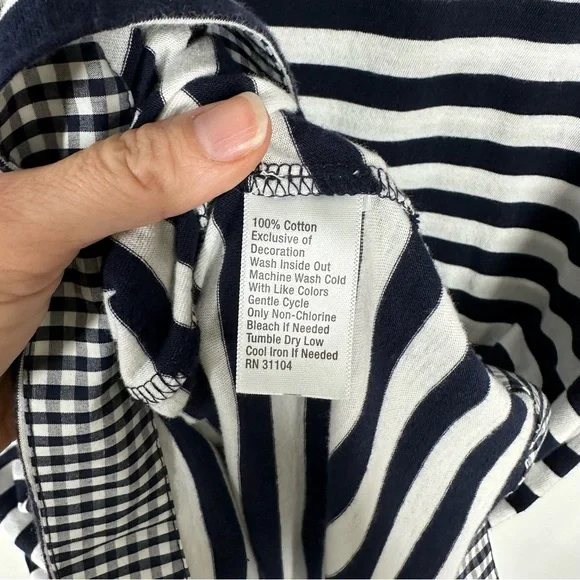 100% Cotton
Exclusive of
Decoration
Wash Inside Out
Machine Wash Cold
With Like Colors
Gentle Cycle
Only Non-Chlorine
Bleach If Needed
Tumble Dry Low
Cool Iron If Needed
RN 31104